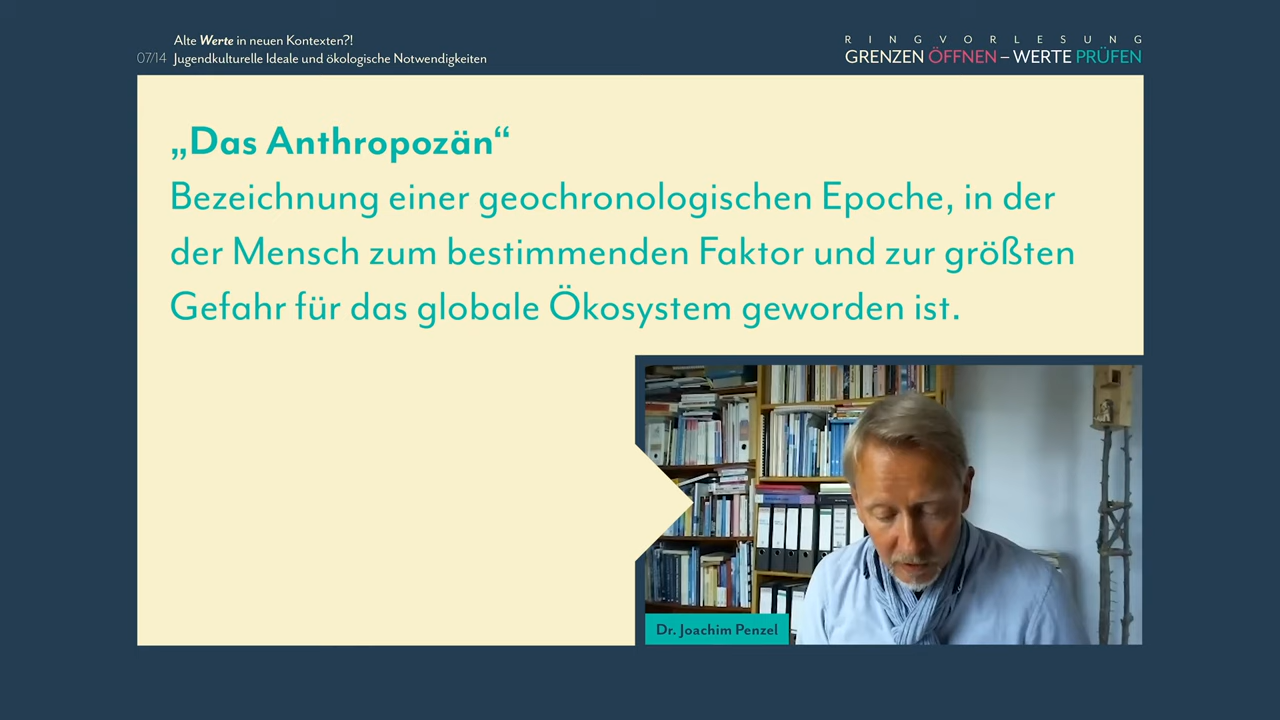 Alte Werte in neuen Kontexten?!
07/14 Jugendkulturelle Ideale und ökologische Notwendigkeiten
RINGVORLESUNG
GRENZEN ÖFFNEN – WERTE PRÜFEN
„Das Anthropozän“
Bezeichnung einer geochronologischen Epoche, in der
der Mensch zum bestimmenden Faktor und zur größten
Gefahr für das globale Ökosystem geworden ist.
Dr. Joachim Penzel